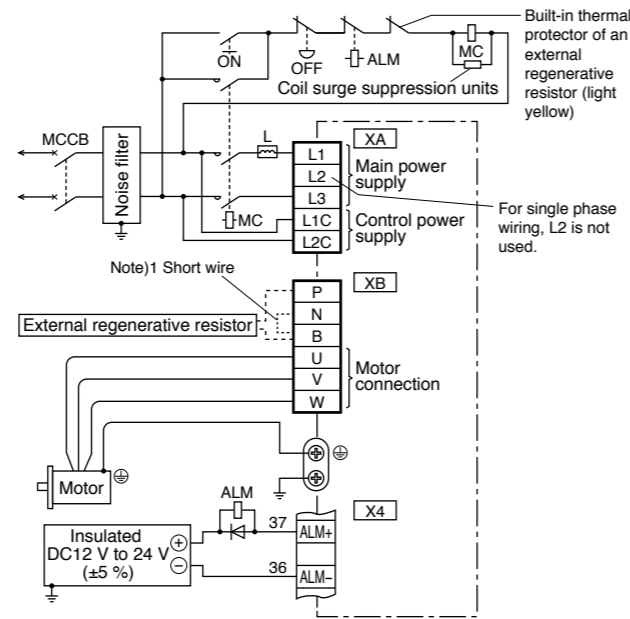 Built-in thermal
protector of an
external
regenerative
resistor (light
yellow)
ON
OFF
ALM
MC
Coil surge suppression units
MCCB
Noise filter
L
XA
L1
L2
L3
L1C
L2C
Main power
supply
Control power
supply
MC
For single phase
wiring, L2 is not
used.
Note)1 Short wire
XB
P
N
B
U
V
W
External regenerative resistor
Motor
connection
Motor
ALM
X4
Insulated
DC12 V to 24 V
(±5 %)
+
−
37
ALM+
36
ALM−